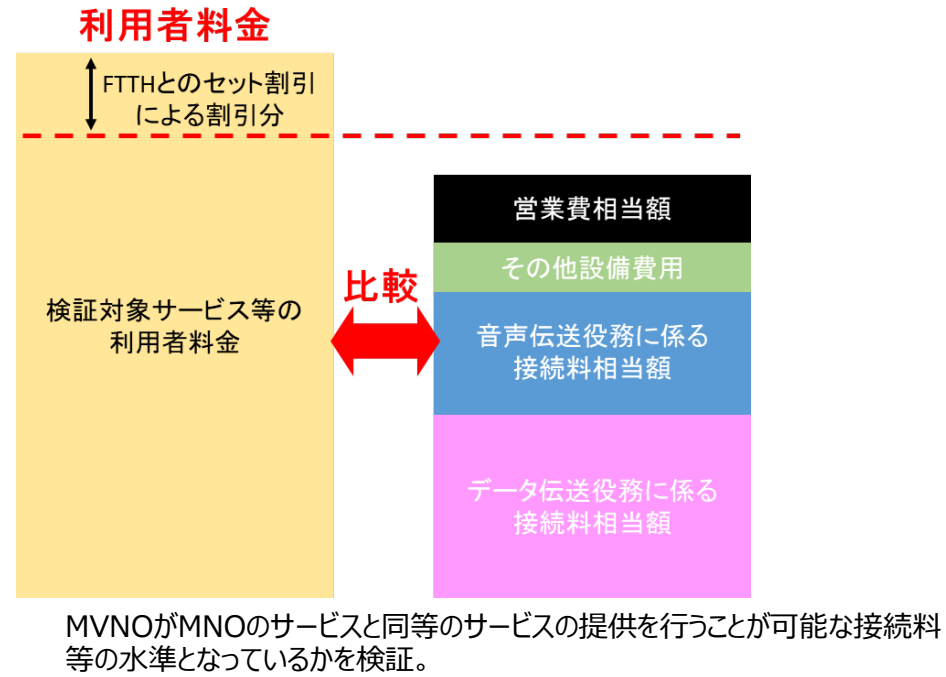 利用者料金
FTTHとのセット割引
による割引分
検証対象サービス等の
利用者料金
比較
営業費相当額
その他設備費用
音声伝送役務に係る
接続料相当額
データ伝送役務に係る
接続料相当額
MVNOがMNOのサービスと同等のサービスの提供を行うことが可能な接続料
等の水準となっているかを検証。